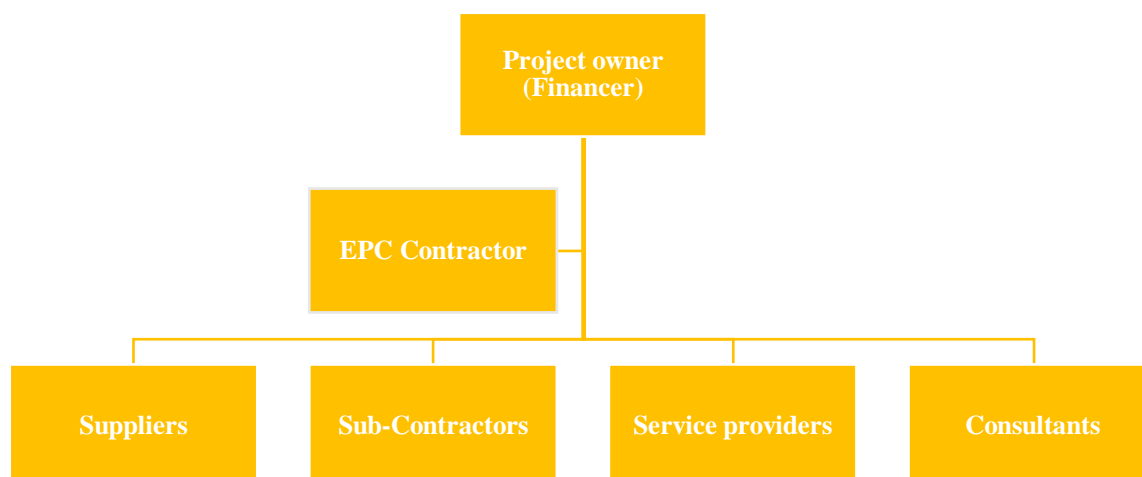 Project owner
(Financer)
EPC Contractor
Suppliers
Sub-Contractors
Service providers
Consultants